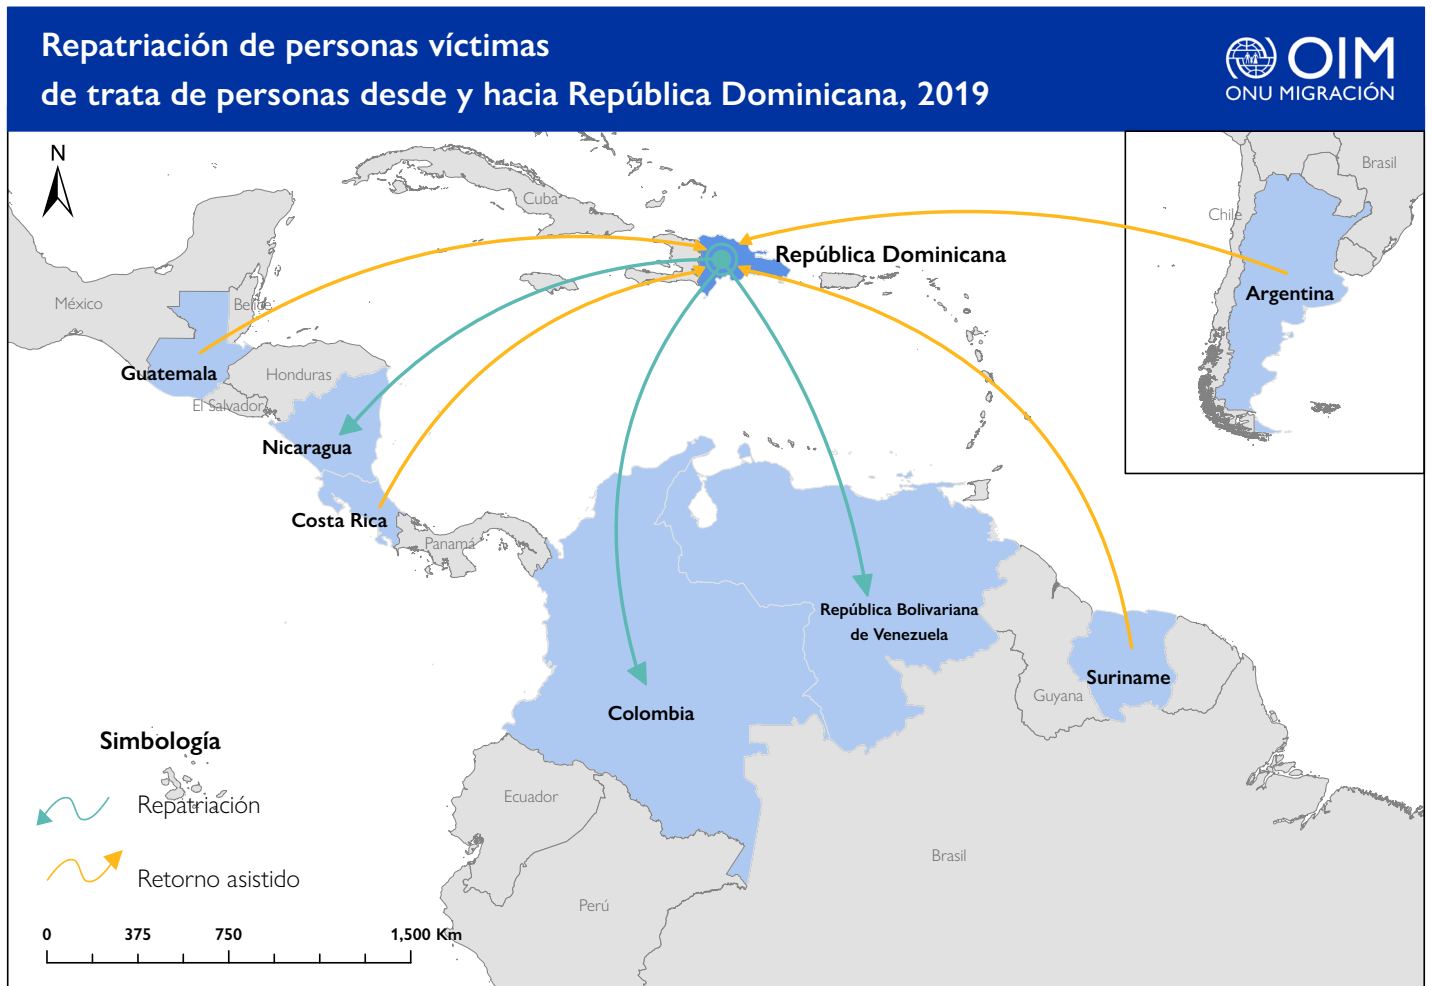 Repatriación de personas víctimas
de trata de personas desde y hacia República Dominicana, 2019
OIM
ONU MIGRACIÓN
N
Cuba
República Dominicana
México
Belice
Guatemala
Honduras
El Salvador
Nicaragua
Costa Rica
Panamá
Brasil
Chile
Argentina
República Bolivariana
de Venezuela
Colombia
Guyana
Suriname
Ecuador
Perú
Brasil
Simbología
Repatriación
Retorno asistido
0 375 750 1,500 Km